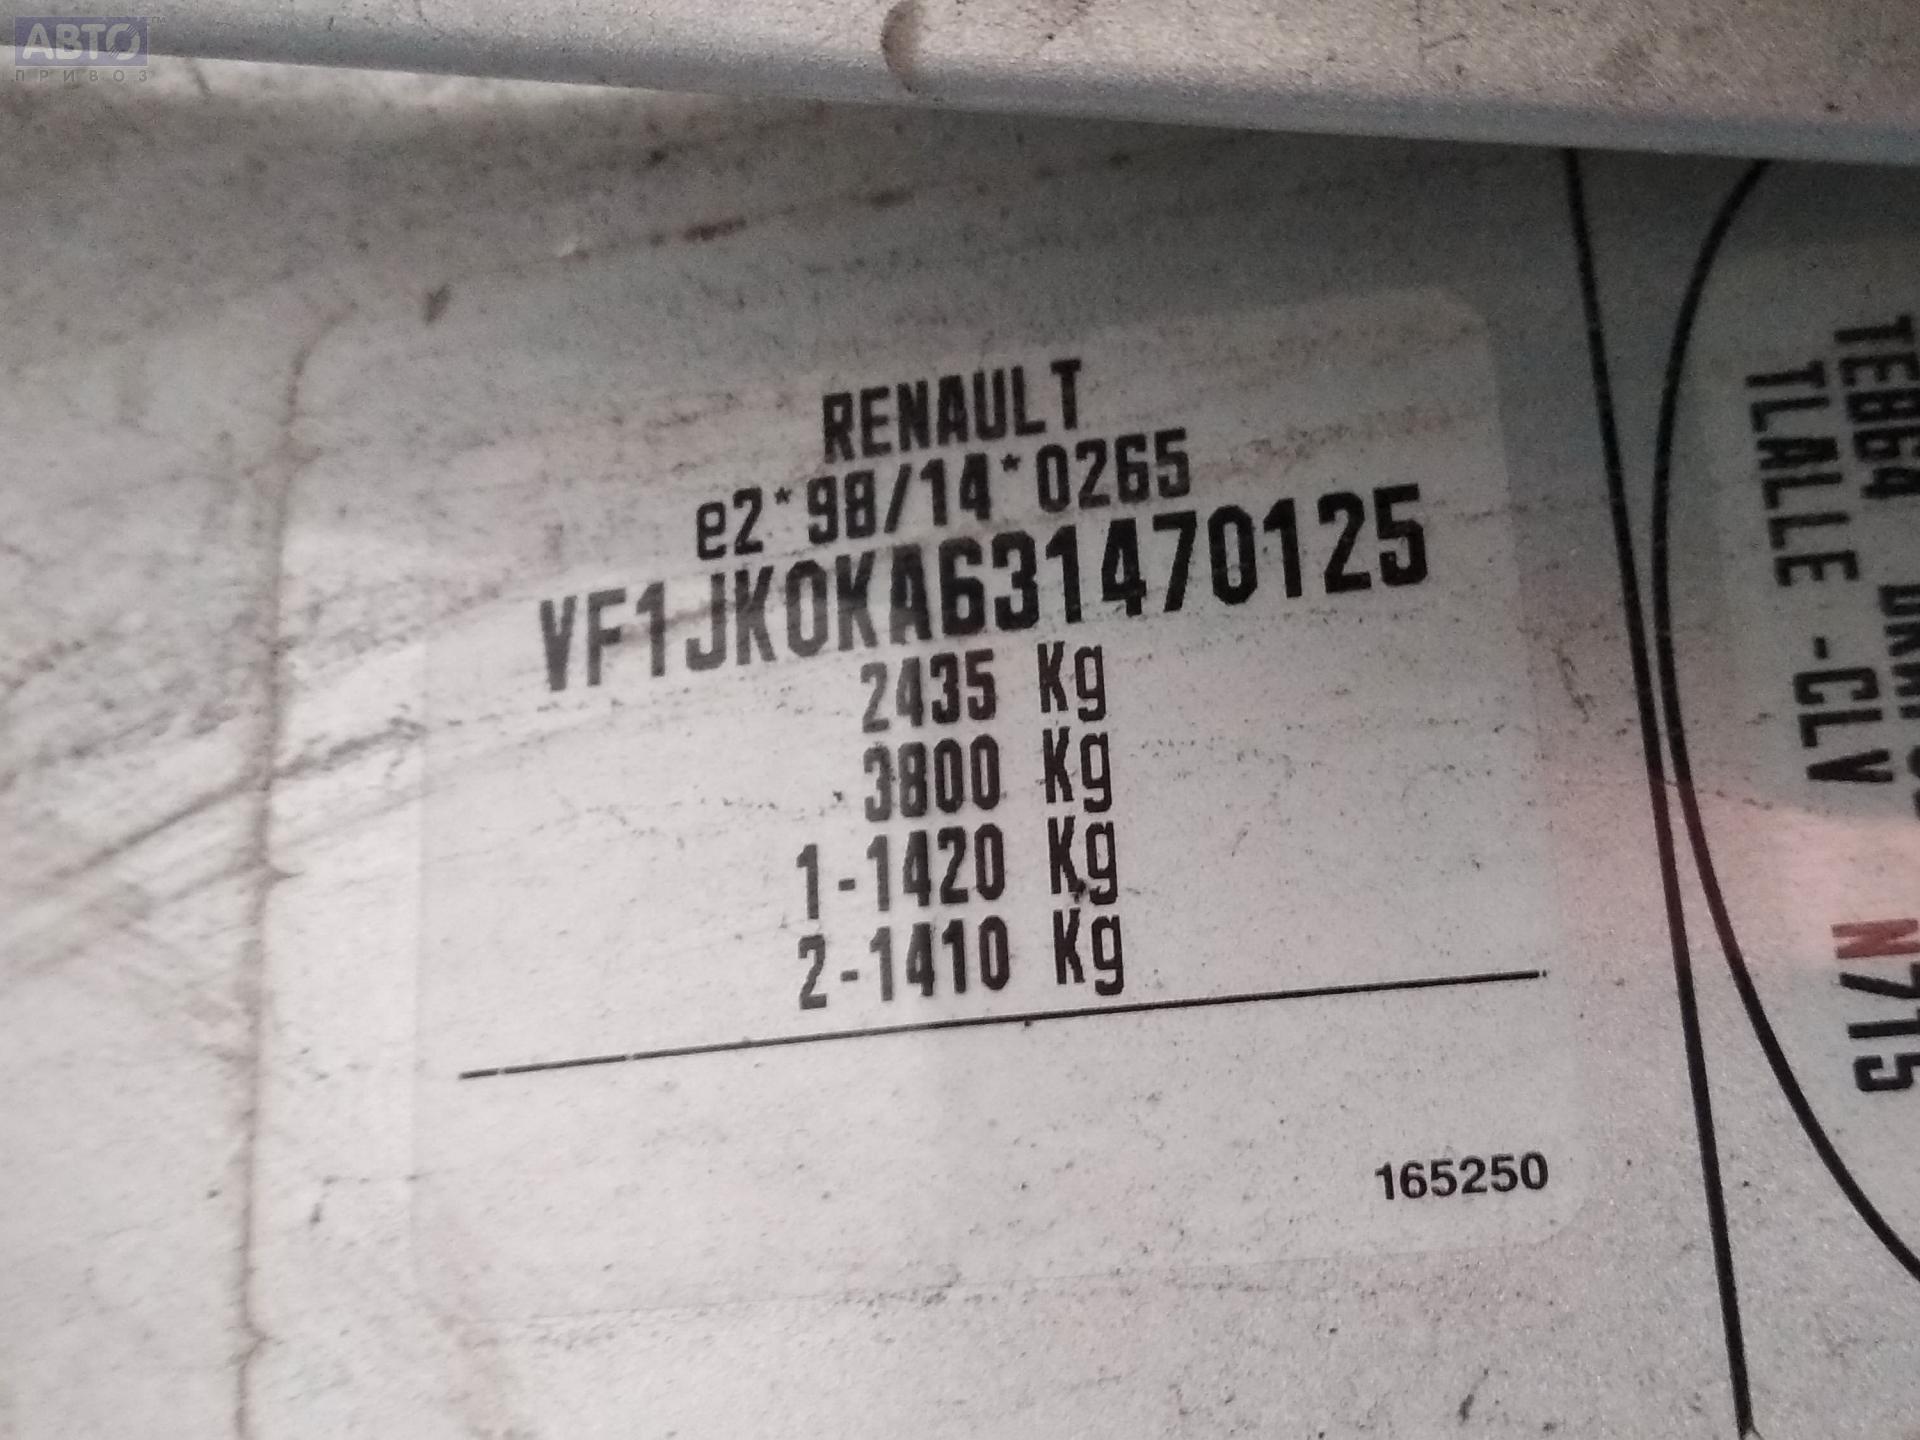 АВТО
ПРИВОЗ
RENAULT
e2*98/14*0265
VF1JK0KA631470125
2435 Kg
3800 Kg
1-1420 Kg
2-1410 Kg
165250
TEB64
TLALLE -CLV
N715